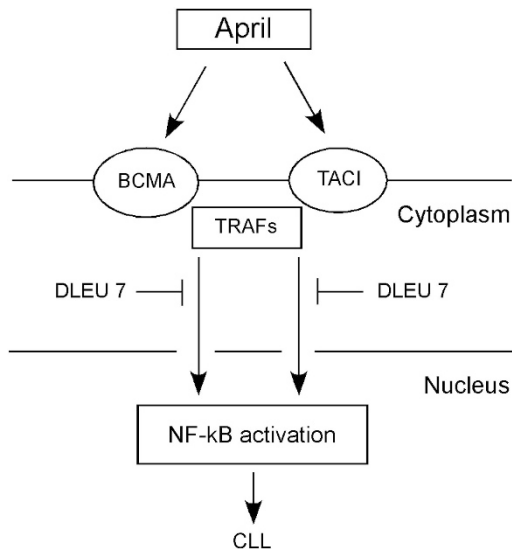 April
BCMA
TACI
Cytoplasm
TRAFs
DLEU 7
DLEU 7
Nucleus
NF-kB activation
CLL